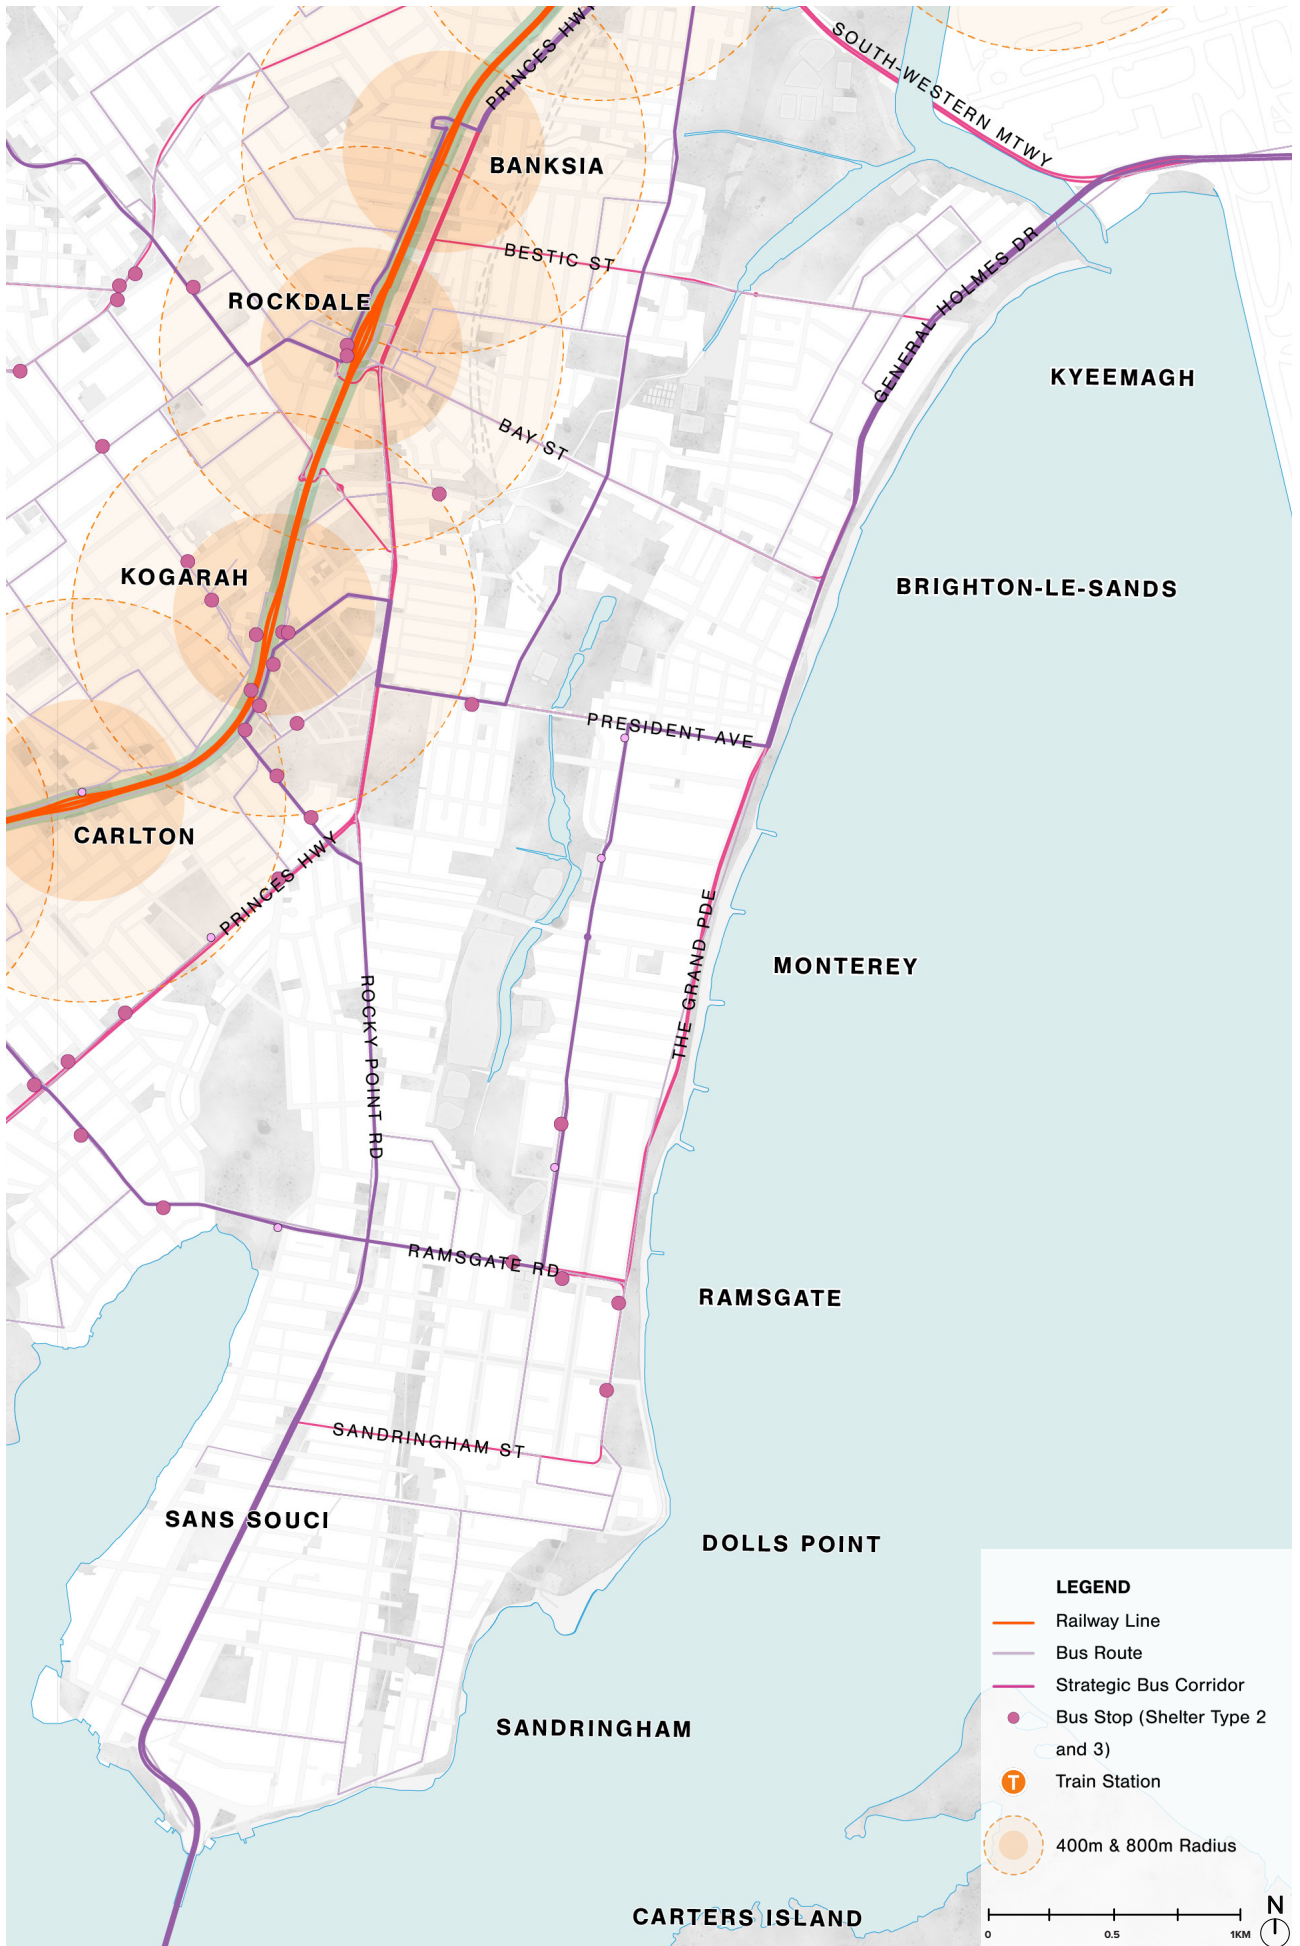 PRINCES HWY
SOUTH-WESTERN MTWY
BANKSIA
BESTIC ST
GENERAL HOLMES DR
ROCKDALE
KYEEMAGH
BAY ST
KOGARAH
BRIGHTON-LE-SANDS
PRESIDENT AVE
CARLTON
PRINCES HWY
THE GRAND PDE
MONTEREY
ROCKY POINT RD
RAMSGATE RD
RAMSGATE
SANDRINGHAM ST
SANS SOUCI
DOLLS POINT
SANDRINGHAM
CARTERS ISLAND
LEGEND
Railway Line
Bus Route
Strategic Bus Corridor
Bus Stop (Shelter Type 2
and 3)
T Train Station
400m & 800m Radius
N
0 0.5 1KM